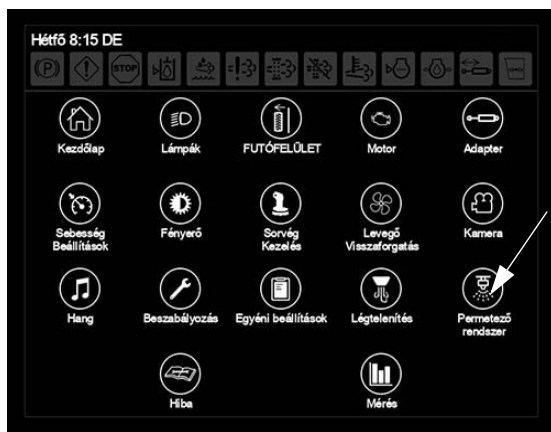 Hétfő 8:15 DE
(P) STOP
Kezdőlap Lámpák FUTÓFELŰLET Motor Adapter
Sebesség Fényerő Sorvég Levegő Kamera
Beállítások Kezelés Visszaforgatás
Hang Beszabályozás Egyéni beállítások Légtelenítés Permetező
rendszer
Hiba Mérés